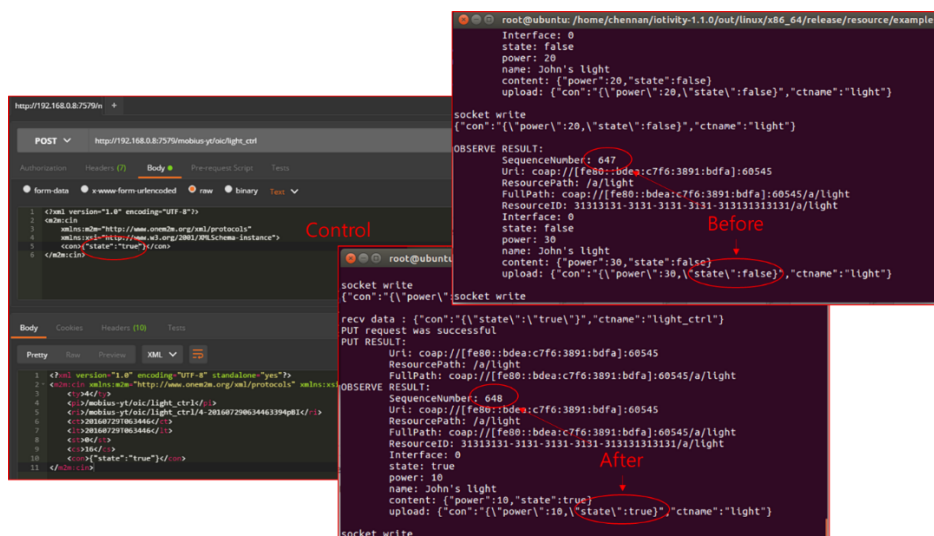 http://192.168.0.8:7579/n +
POST http://192.168.0.8:7579/mobius-yt/oic/light_ctrl
Authorization Headers (7) Body Pre-request Script Tests
form-data x-www-form-urlencoded raw binary Text
1 <?xml version="1.0" encoding="UTF-8"?>
2 <m2m:cin
3 xmlns:m2m="http://www.onem2m.org/xml/protocols"
4 xmlns:xsi="http://www.w3.org/2001/XMLSchema-instance">
5 <con>{"state":"true"}</con>
6 </m2m:cin>
Control
Body Cookies Headers (10) Tests
Pretty Raw Preview XML
1 <?xml version="1.0" encoding="UTF-8" standalone="yes"?>
2 <m2m:cin xmlns:m2m="http://www.onem2m.org/xml/protocols" xmlns:xsi
3 <ty>4</ty>
4 <pi>/mobius-yt/oic/light_ctrl</pi>
5 <ri>/mobius-yt/oic/light_ctrl/4-201607290634463394pBI</ri>
6 <ct>20160729T063446</ct>
7 <lt>20160729T063446</lt>
8 <st>0</st>
9 <cs>16</cs>
10 <con>{"state":"true"}</con>
11 </m2m:cin>
root@ubuntu: /home/chennan/iotivity-1.1.0/out/linux/x86_64/release/resource/example
Interface: 0
state: false
power: 20
name: John's light
content: {"power":20,"state":false}
upload: {"con":"{\"power\":20,\"state\":false}","ctname":"light"}
socket write
{"con":"{\"power\":20,\"state\":false}","ctname":"light"}
OBSERVE RESULT:
SequenceNumber: 647
Uri: coap://[fe80::bdea:c7f6:3891:bdfa]:60545
ResourcePath: /a/light
FullPath: coap://[fe80::bdea:c7f6:3891:bdfa]:60545/a/light
ResourceID: 31313131-3131-3131-3131-313131313131/a/light
Interface: 0
Before
state: false
power: 30
name: John's light
content: {"power":30,"state":false}
upload: {"con":"{\"power\":30,\"state\":false}","ctname":"light"}
socket write
root@ubuntu
socket write
{"con":"{\"power\":
recv data : {"con":"{\"state\":\"true\"}","ctname":"light_ctrl"}
PUT request was successful
PUT RESULT:
Uri: coap://[fe80::bdea:c7f6:3891:bdfa]:60545
ResourcePath: /a/light
FullPath: coap://[fe80::bdea:c7f6:3891:bdfa]:60545/a/light
OBSERVE RESULT:
SequenceNumber: 648
Uri: coap://[fe80::bdea:c7f6:3891:bdfa]:60545
ResourcePath: /a/light
FullPath: coap://[fe80::bdea:c7f6:3891:bdfa]:60545/a/light
ResourceID: 31313131-3131-3131-3131-313131313131/a/light
Interface: 0
After
state: true
power: 10
name: John's light
content: {"power":10,"state":true}
upload: {"con":"{\"power\":10,\"state\":true}","ctname":"light"}
socket write